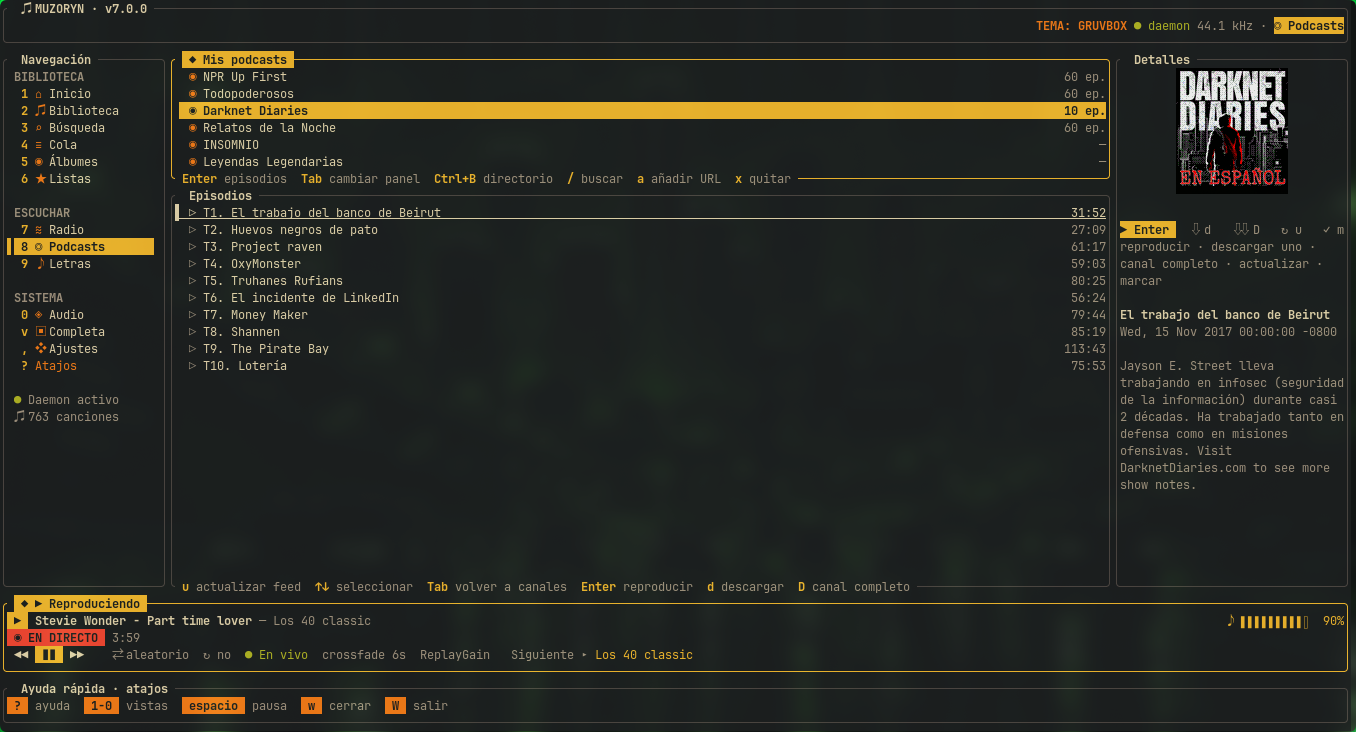 MUZORYN · v7.0.0
TEMA: GRUVBOX ● daemon 44.1 kHz · Podcasts
Navegación
BIBLIOTECA
1 Inicio
2 Biblioteca
3 Búsqueda
4 Cola
5 Álbumes
6 Listas
ESCUCHAR
7 Radio
8 Podcasts
9 Letras
SISTEMA
0 Audio
v Completa
, Ajustes
? Atajos
● Daemon activo
763 canciones
◆ Mis podcasts
◉ NPR Up First 60 ep.
◉ Todopoderosos 60 ep.
◉ Darknet Diaries 10 ep.
◉ Relatos de la Noche 60 ep.
◉ INSOMNIO —
◉ Leyendas Legendarias —
Enter episodios Tab cambiar panel Ctrl+B directorio / buscar a añadir URL x quitar
Episodios
▷ T1. El trabajo del banco de Beirut 31:52
▷ T2. Huevos negros de pato 27:09
▷ T3. Project raven 61:17
▷ T4. OxyMonster 59:03
▷ T5. Truhanes Rufians 80:25
▷ T6. El incidente de LinkedIn 56:24
▷ T7. Money Maker 79:44
▷ T8. Shannen 85:19
▷ T9. The Pirate Bay 113:43
▷ T10. Lotería 75:53
u actualizar feed ↑↓ seleccionar Tab volver a canales Enter reproducir d descargar D canal completo
Detalles
DARKNET
DIARIES
EN ESPAÑOL
▶ Enter ⇩ d ⇩⇩ D ↻ u ✓ m
reproducir · descargar uno ·
canal completo · actualizar ·
marcar
El trabajo del banco de Beirut
Wed, 15 Nov 2017 00:00:00 -0800
Jayson E. Street lleva
trabajando en infosec (seguridad
de la información) durante casi
2 décadas. Ha trabajado tanto en
defensa como en misiones
ofensivas. Visit
DarknetDiaries.com to see more
show notes.
◆ ▶ Reproduciendo
▶ Stevie Wonder - Part time lover — Los 40 classic ♪ 90%
◉ EN DIRECTO 3:59
◀◀ ▮▮ ▶▶ ⇄ aleatorio ↻ no ● En vivo crossfade 6s ReplayGain Siguiente ▸ Los 40 classic
Ayuda rápida · atajos
? ayuda 1-0 vistas espacio pausa w cerrar W salir